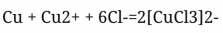 Cu + Cu2+ + 6Cl-=2[CuCl3]2-